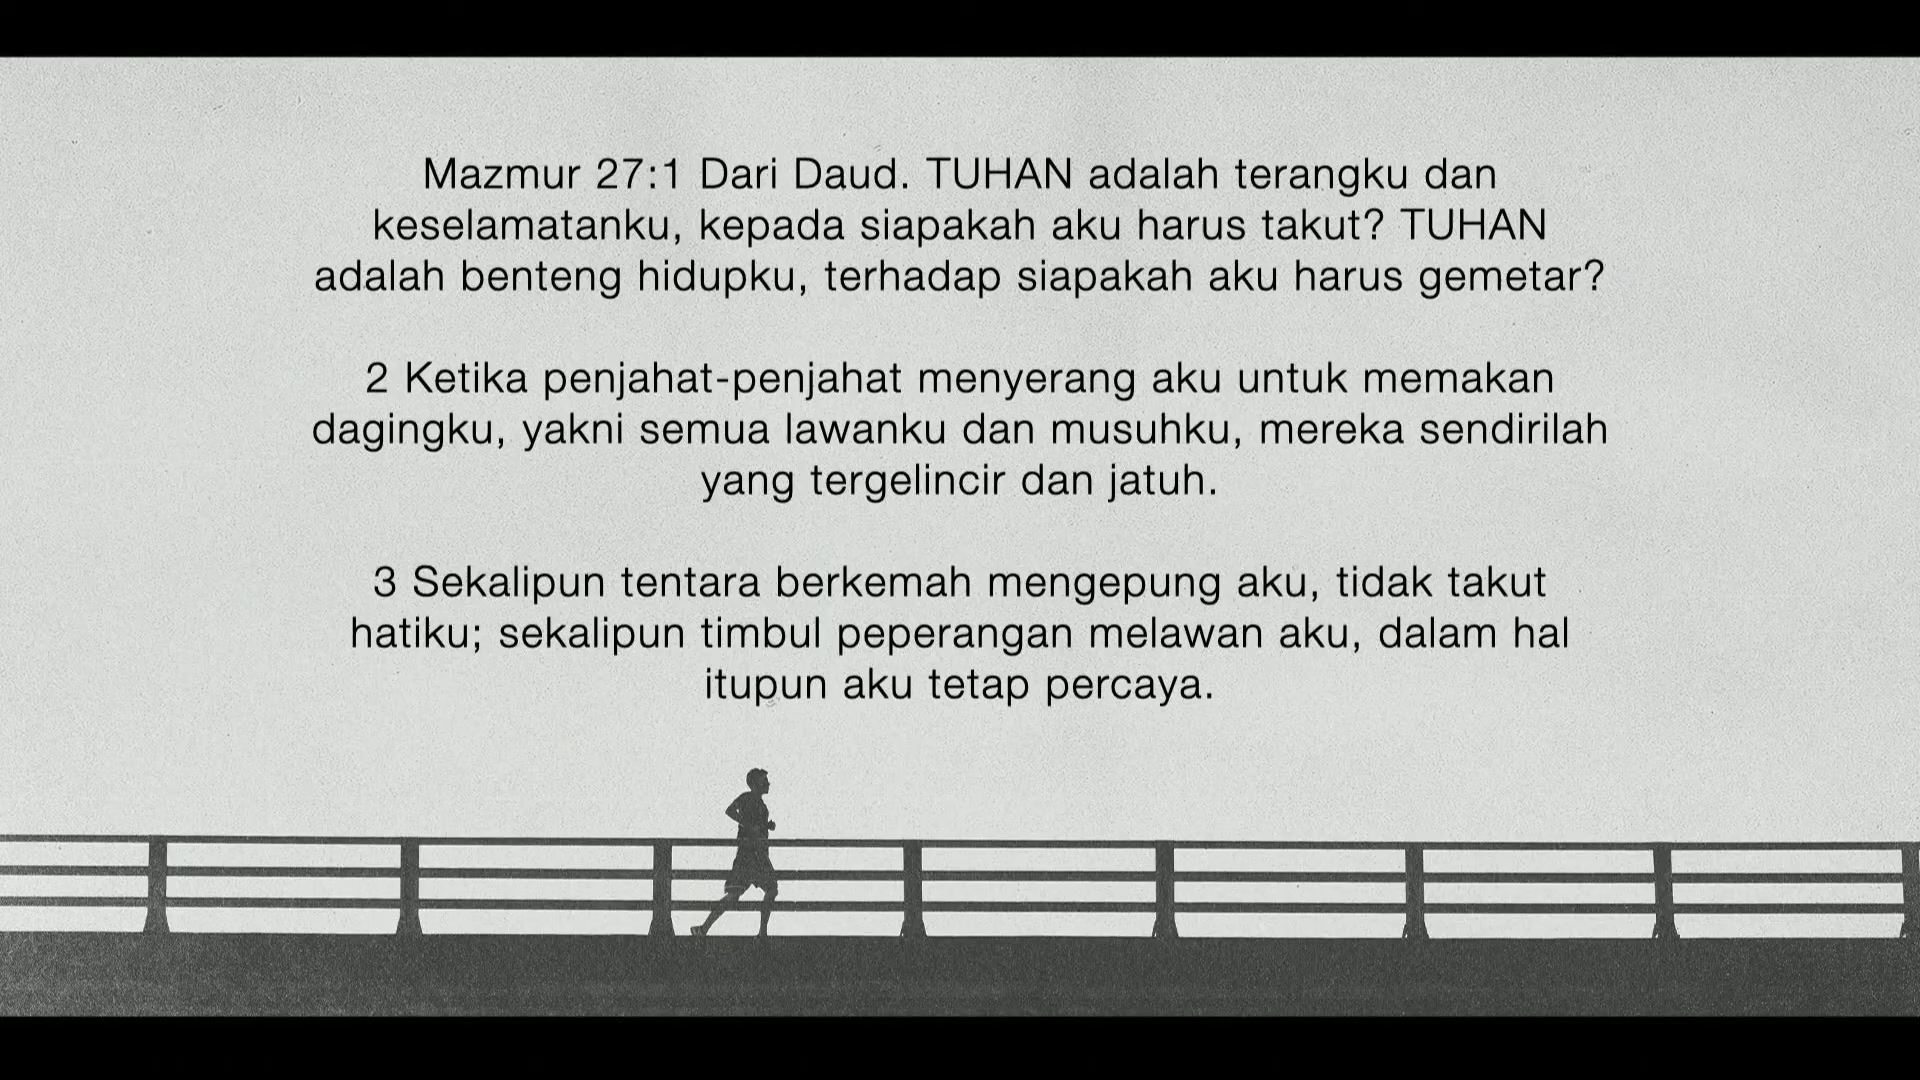 Mazmur 27:1 Dari Daud. TUHAN adalah terangku dan
keselamatanku, kepada siapakah aku harus takut? TUHAN
adalah benteng hidupku, terhadap siapakah aku harus gemetar?
2 Ketika penjahat-penjahat menyerang aku untuk memakan
dagingku, yakni semua lawanku dan musuhku, mereka sendirilah
yang tergelincir dan jatuh.
3 Sekalipun tentara berkemah mengepung aku, tidak takut
hatiku; sekalipun timbul peperangan melawan aku, dalam hal
itupun aku tetap percaya.